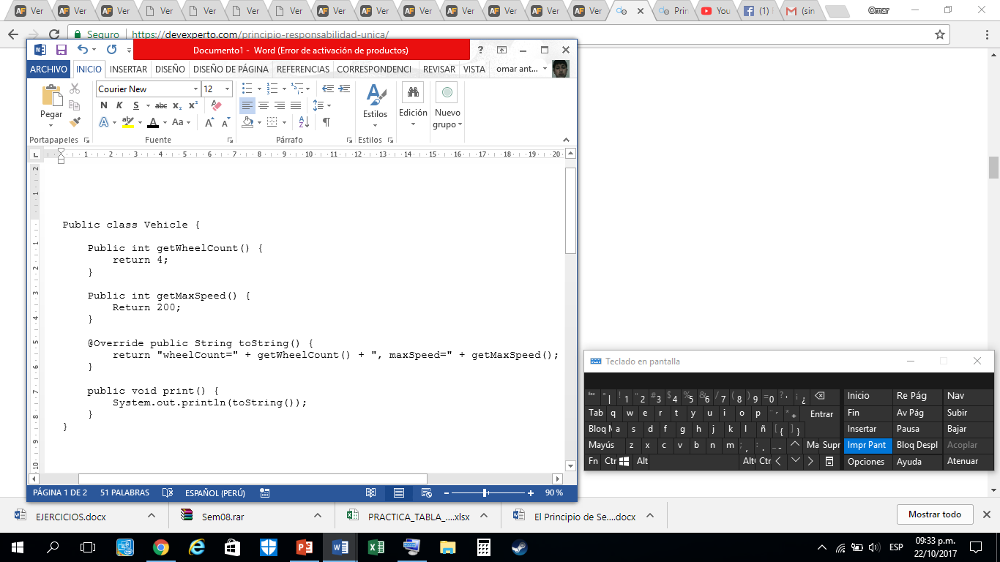 Ver Ver Ver Ver Ver Ver Ver Ver Ver Ver Ver Ver Ver Ver Prin You (1) (sin Omar
Seguro https://devexperto.com/principio-responsabilidad-unica/
Documento1 - Word (Error de activación de productos)
ARCHIVO INICIO INSERTAR DISEÑO DISEÑO DE PÁGINA REFERENCIAS CORRESPONDENCI REVISAR VISTA omar ant...
Courier New 12
Pegar N K S abc x₂ x² Estilos Edición Nuevo grupo
A ab A Aa A A
Portapapeles Fuente Párrafo Estilos
1 2 3 4 5 6 7 8 9 10 11 12 13 14 15 16 17 18 19 20
Public class Vehicle {
Public int getWheelCount() {
return 4;
}
Public int getMaxSpeed() {
Return 200;
}
@Override public String toString() {
return "wheelCount=" + getWheelCount() + ", maxSpeed=" + getMaxSpeed();
}
public void print() {
System.out.println(toString());
}
}
PÁGINA 1 DE 2 51 PALABRAS ESPAÑOL (PERÚ) 90 %
Teclado en pantalla
Esc ° | ! 1 " 2 # 3 $ 4 % 5 & 6 / 7 ( 8 ) 9 = 0 ? ' ¡ ¿ Inicio Re Pág Nav
Tab q w e r t y u i o p ¨ ´ * + Entrar Fin Av Pág Subir
Bloq M a s d f g h j k l ñ [ { ] } Insertar Pausa Bajar
Mayús z x c v b n m ; , : . _ - Ma Supr Impr Pant Bloq Despl Acoplar
Fn Ctr Alt Alt Ctr Opciones Ayuda Atenuar
EJERCICIOS.docx Sem08.rar PRACTICA_TABLA_....xlsx El Principio de Se....docx Mostrar todo
ESP 09:33 p.m.
22/10/2017